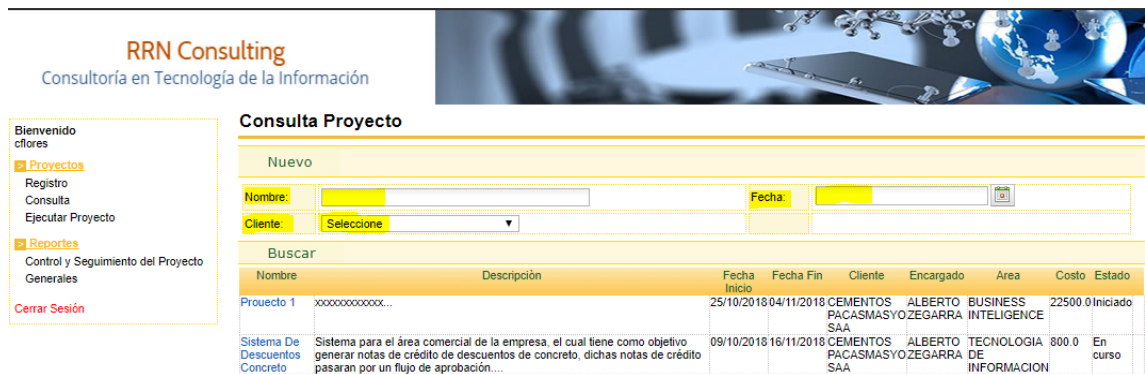 RRN Consulting
Consultoría en Tecnología de la Información
Bienvenido
cflores
Proyectos
Registro
Consulta
Ejecutar Proyecto
Reportes
Control y Seguimiento del Proyecto
Generales
Cerrar Sesión
Consulta Proyecto
Nuevo
Nombre:
Fecha:
Cliente:
Seleccione
Buscar
Nombre Descripciòn Fecha Inicio Fecha Fin Cliente Encargado Area Costo Estado
Prouecto 1 xxxxxxxxxxxx... 25/10/2018 04/11/2018 CEMENTOS ALBERTO BUSINESS 22500.0 Iniciado
PACASMASYO ZEGARRA INTELIGENCE
SAA
Sistema De Sistema para el área comercial de la empresa, el cual tiene como objetivo 09/10/2018 16/11/2018 CEMENTOS ALBERTO TECNOLOGIA 800.0 En
Descuentos generar notas de crédito de descuentos de concreto, dichas notas de crédito PACASMASYO ZEGARRA DE curso
Concreto pasaran por un flujo de aprobación.... SAA INFORMACION